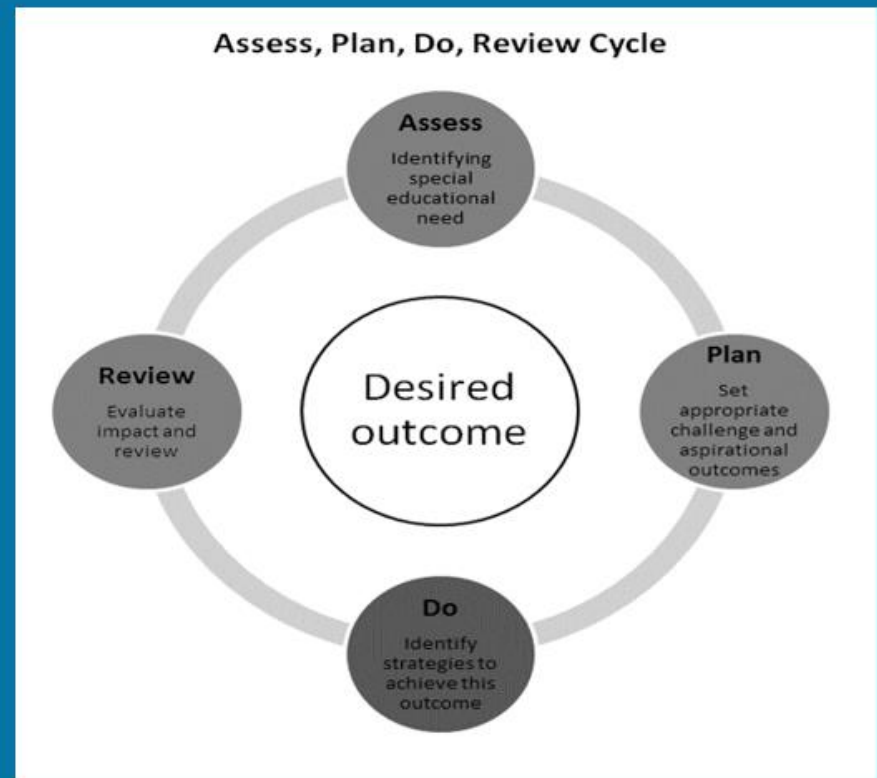 Assess, Plan, Do, Review Cycle
Assess
Identifying
special
educational
need
Plan
Set
appropriate
challenge and
aspirational
outcomes
Do
Identify
strategies to
achieve this
outcome
Review
Evaluate
impact and
review
Desired
outcome